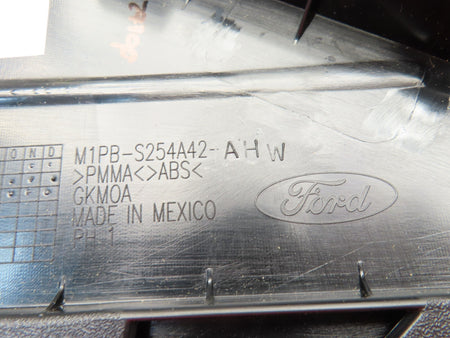 O N D
M1PB-S254A42-AHW
>PMMA<>ABS<
GKMOA
MADE IN MEXICO
PH 1
Ford